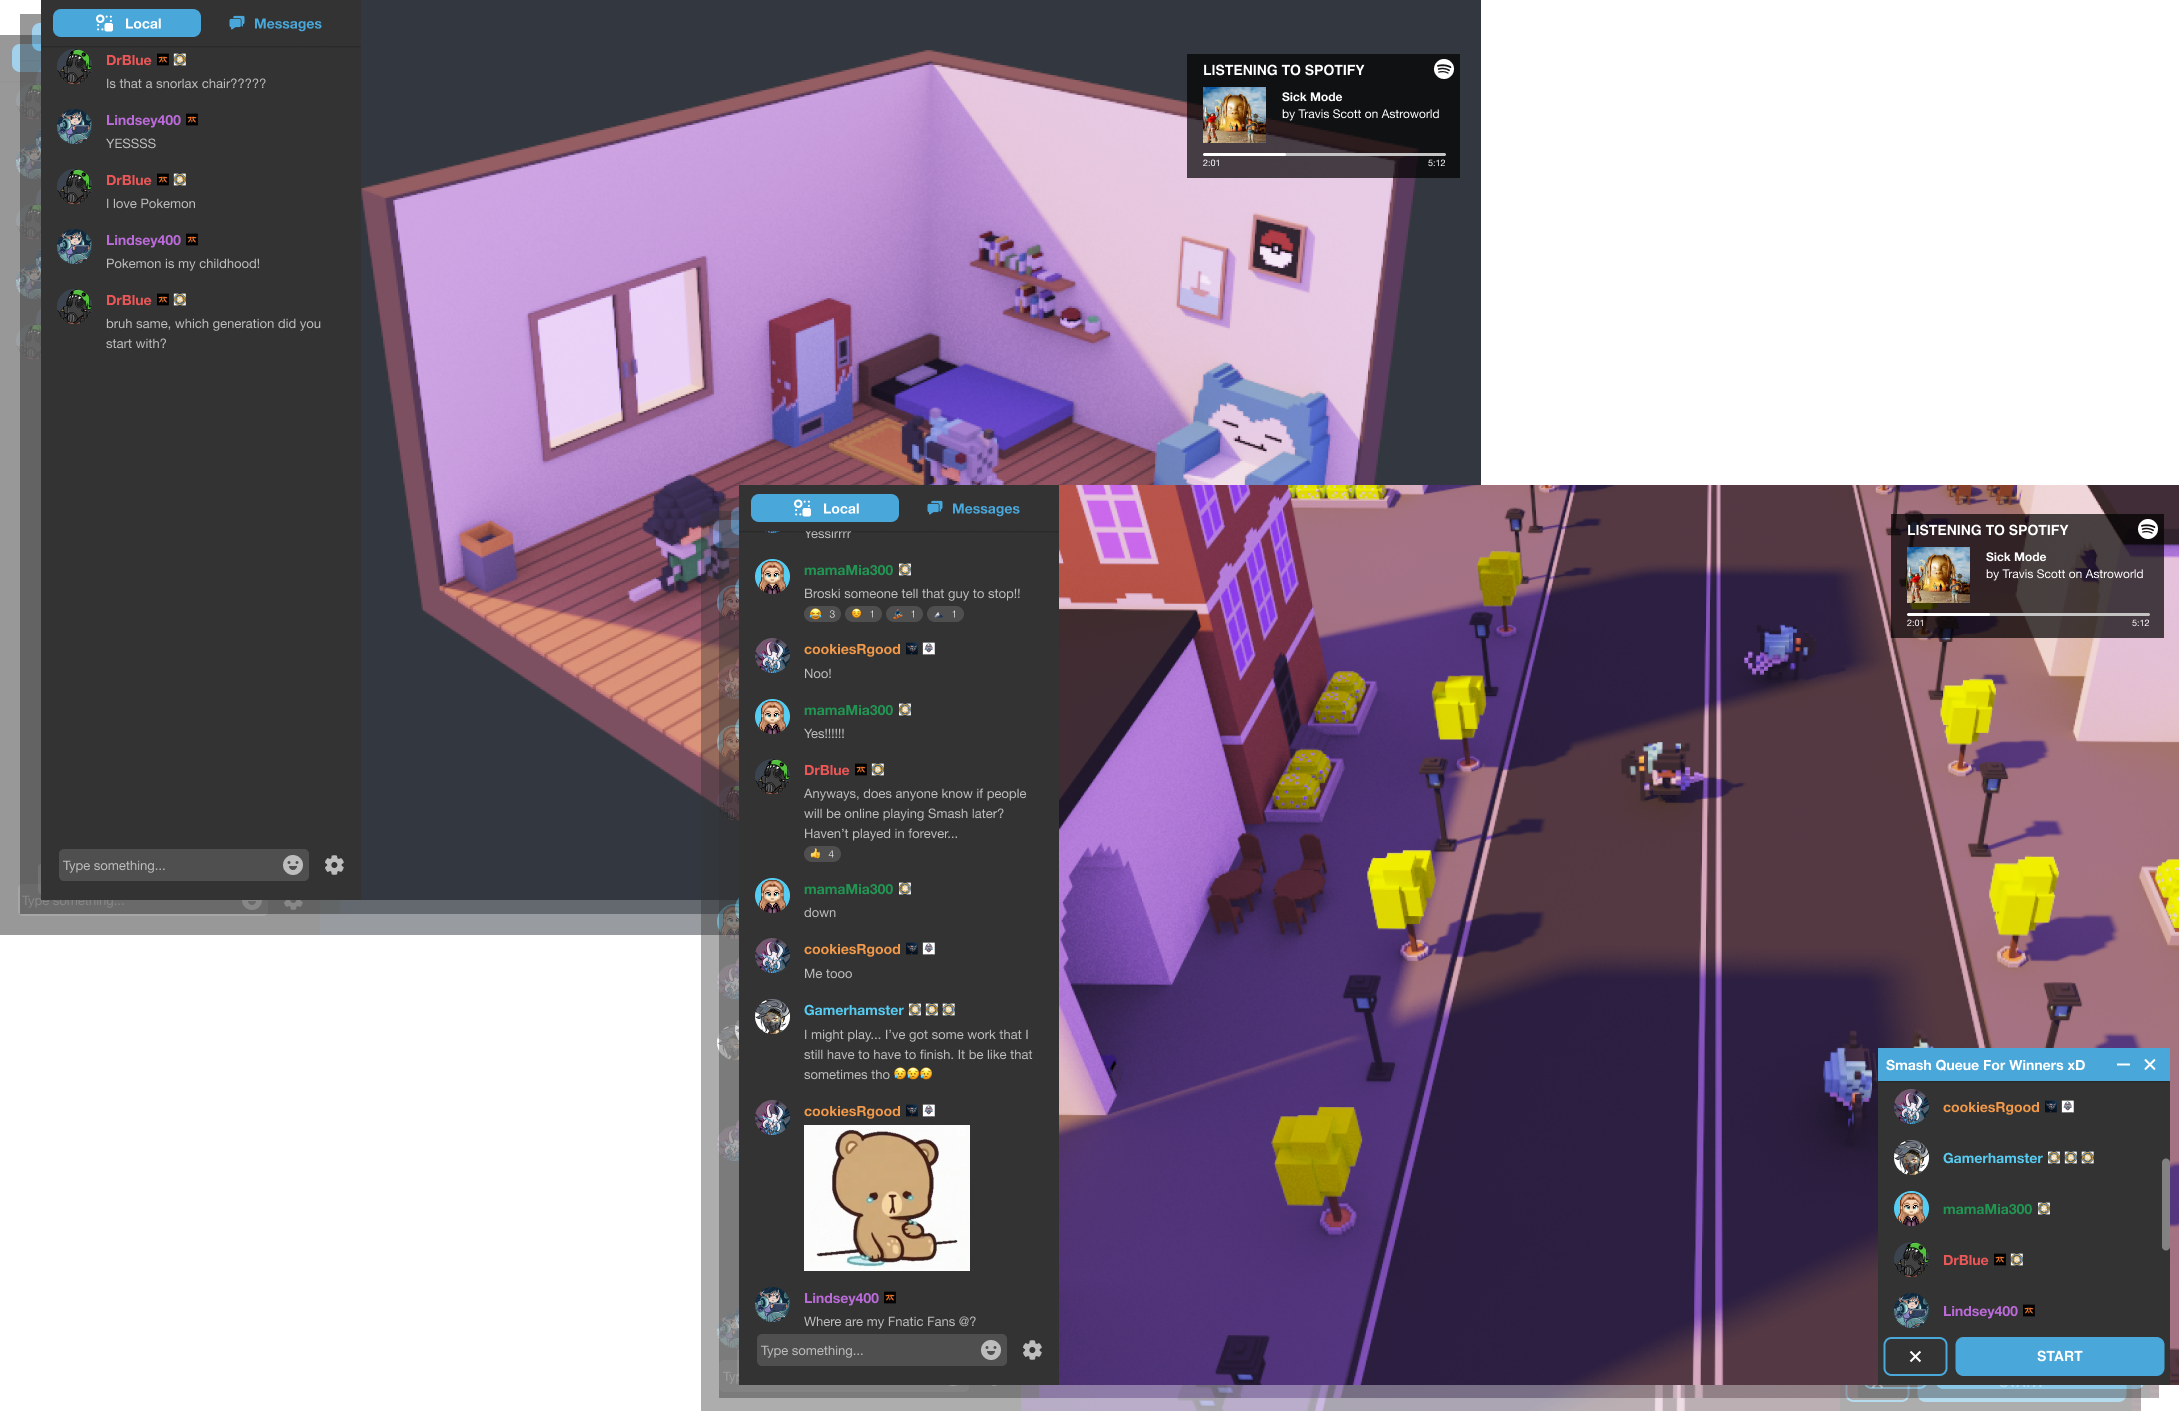 Local
Messages
DrBlue
Is that a snorlax chair?????
Lindsey400
YESSSS
DrBlue
I love Pokemon
Lindsey400
Pokemon is my childhood!
DrBlue
bruh same, which generation did you
start with?
Type something...
Type something...
LISTENING TO SPOTIFY
Sick Mode
by Travis Scott on Astroworld
2:01
5:12
Local
Messages
Yessirrrr
mamaMia300
Broski someone tell that guy to stop!!
3
1
1
1
cookiesRgood
Noo!
mamaMia300
Yes!!!!!!
DrBlue
Anyways, does anyone know if people
will be online playing Smash later?
Haven't played in forever...
4
mamaMia300
down
cookiesRgood
Me tooo
Gamerhamster
I might play... I've got some work that I
still have to have to finish. It be like that
sometimes tho 😥😥😥
cookiesRgood
Lindsey400
Where are my Fnatic Fans @?
Type something...
LISTENING TO SPOTIFY
Sick Mode
by Travis Scott on Astroworld
2:01
5:12
Smash Queue For Winners xD
cookiesRgood
Gamerhamster
mamaMia300
DrBlue
Lindsey400
START